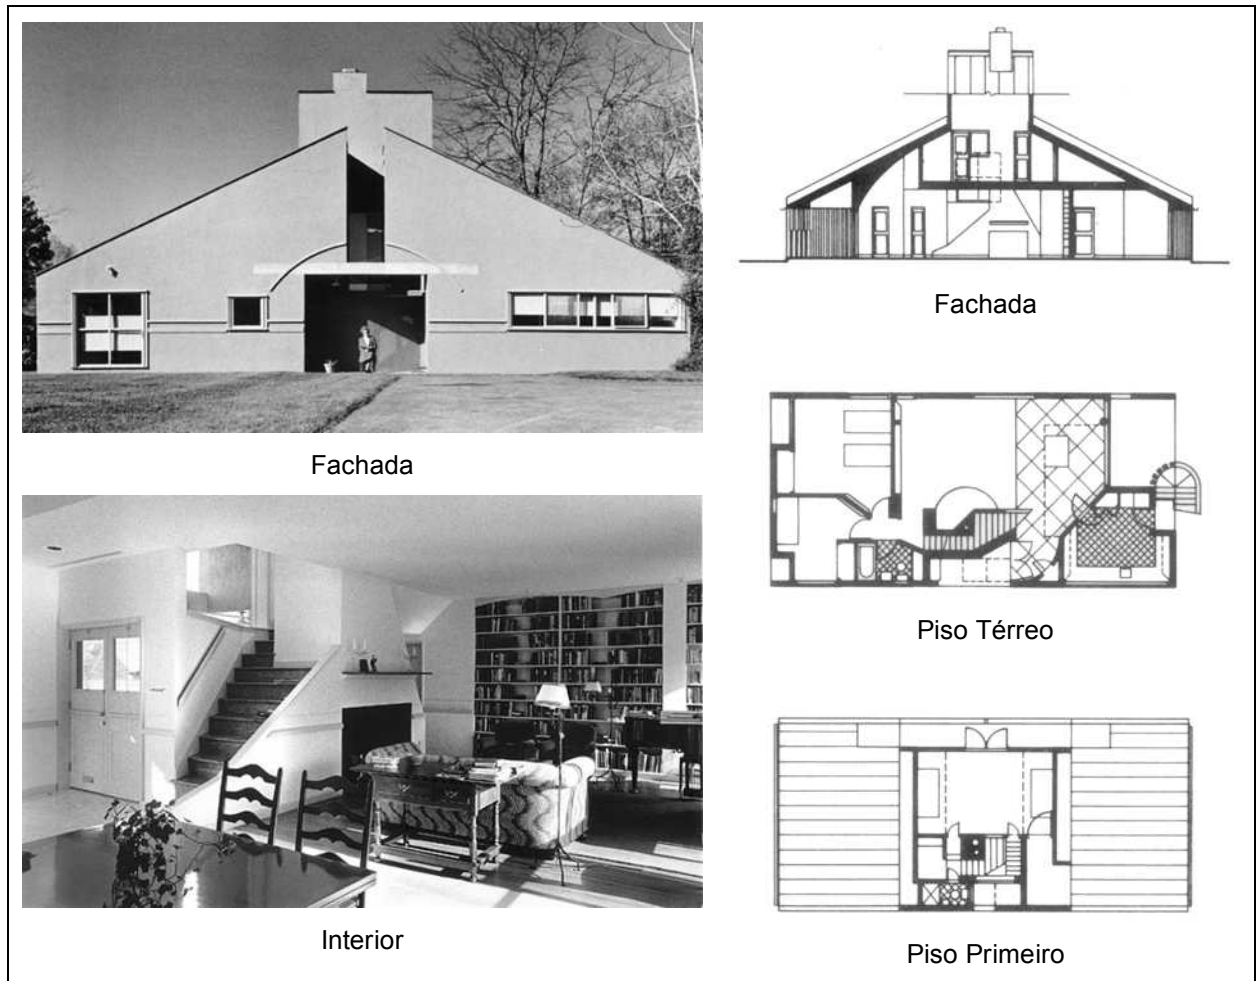 Fachada
Interior
Fachada
Piso Térreo
Piso Primeiro